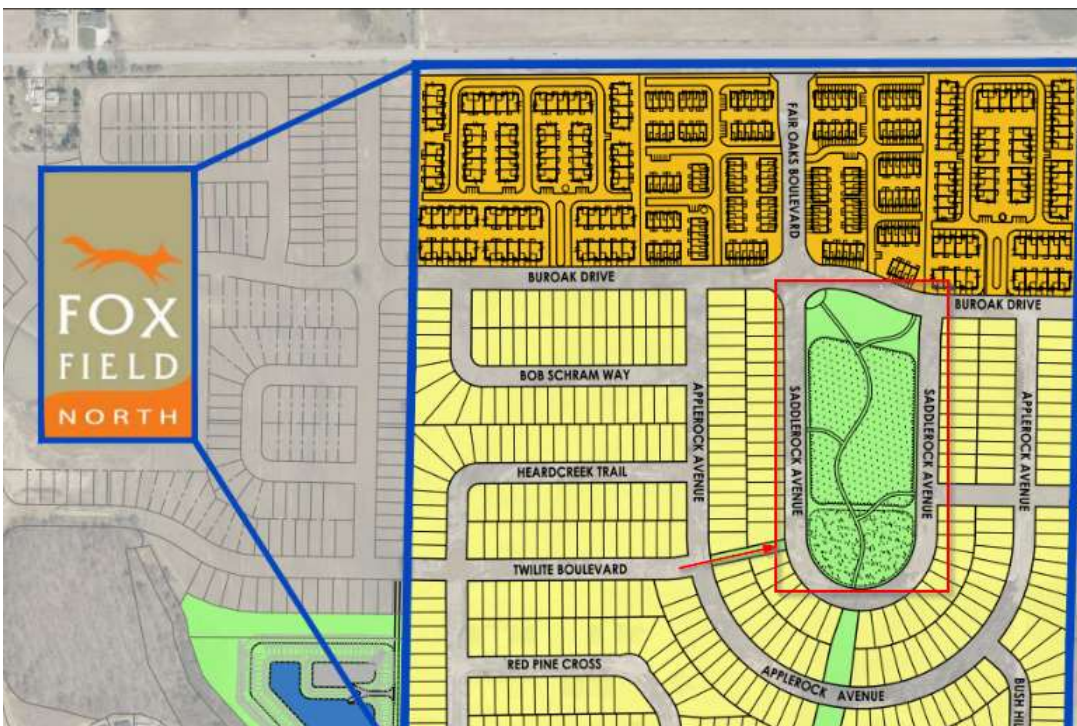 FAIR OAKS BOULEVARD
BUROAK DRIVE
BUROAK DRIVE
FOX
FIELD
NORTH
BOB SCHRAM WAY
APPLEROCK AVENUE
SADDLEROCK AVENUE
SADDLEROCK AVENUE
APPLEROCK AVENUE
HEARDCREEK TRAIL
TWILITE BOULEVARD
RED PINE CROSS
APPLEROCK AVENUE
BUSH H